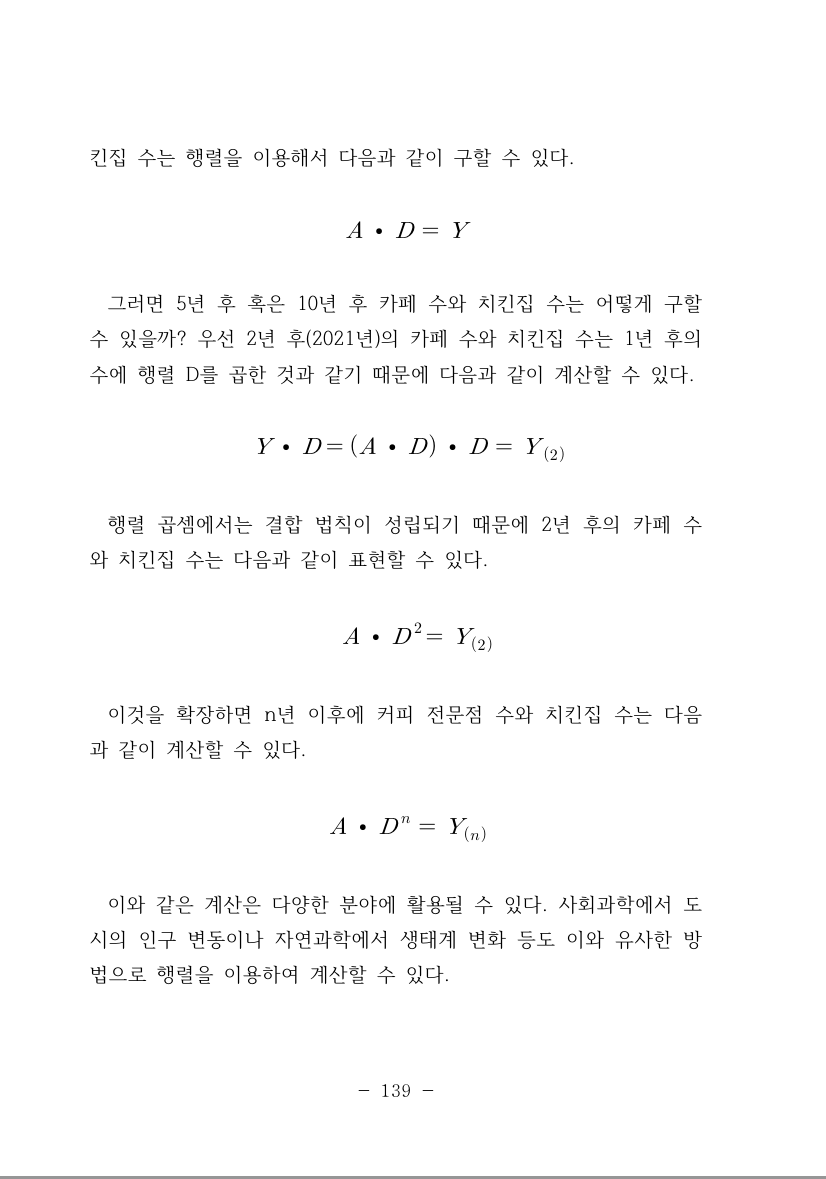 킨집 수는 행렬을 이용해서 다음과 같이 구할 수 있다.
A • D = Y
그러면 5년 후 혹은 10년 후 카페 수와 치킨집 수는 어떻게 구할
수 있을까? 우선 2년 후(2021년)의 카페 수와 치킨집 수는 1년 후의
수에 행렬 D를 곱한 것과 같기 때문에 다음과 같이 계산할 수 있다.
Y • D = (A • D) • D = Y₍₂₎
행렬 곱셈에서는 결합 법칙이 성립되기 때문에 2년 후의 카페 수
와 치킨집 수는 다음과 같이 표현할 수 있다.
A • D² = Y₍₂₎
이것을 확장하면 n년 이후에 커피 전문점 수와 치킨집 수는 다음
과 같이 계산할 수 있다.
A • Dⁿ = Y₍ₙ₎
이와 같은 계산은 다양한 분야에 활용될 수 있다. 사회과학에서 도
시의 인구 변동이나 자연과학에서 생태계 변화 등도 이와 유사한 방
법으로 행렬을 이용하여 계산할 수 있다.
- 139 -